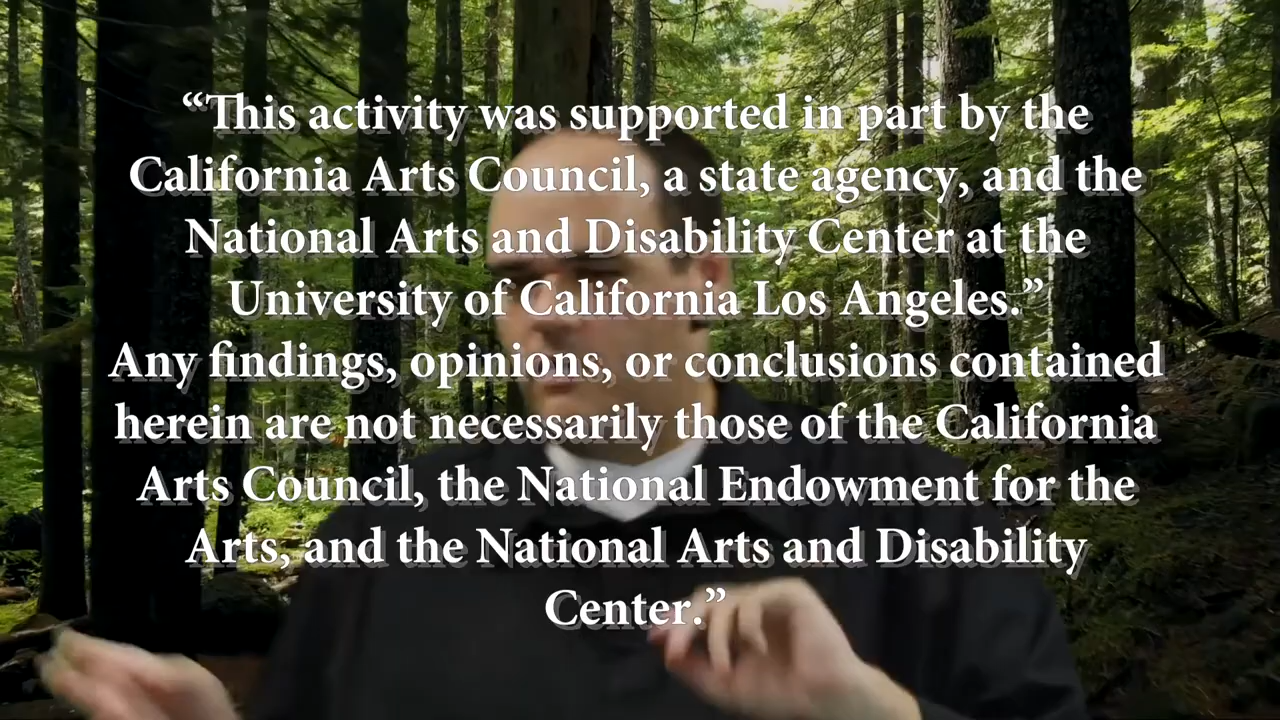 “This activity was supported in part by the
California Arts Council, a state agency, and the
National Arts and Disability Center at the
University of California Los Angeles.”
Any findings, opinions, or conclusions contained
herein are not necessarily those of the California
Arts Council, the National Endowment for the
Arts, and the National Arts and Disability
Center.”